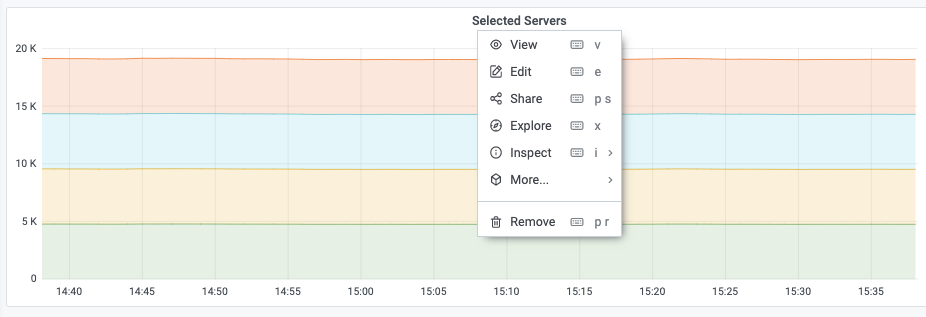 Selected Servers
View v
Edit e
Share p s
Explore x
Inspect i
More...
Remove p r
20 K
15 K
10 K
5 K
0
14:40 14:45 14:50 14:55 15:00 15:05 15:10 15:15 15:20 15:25 15:30 15:35